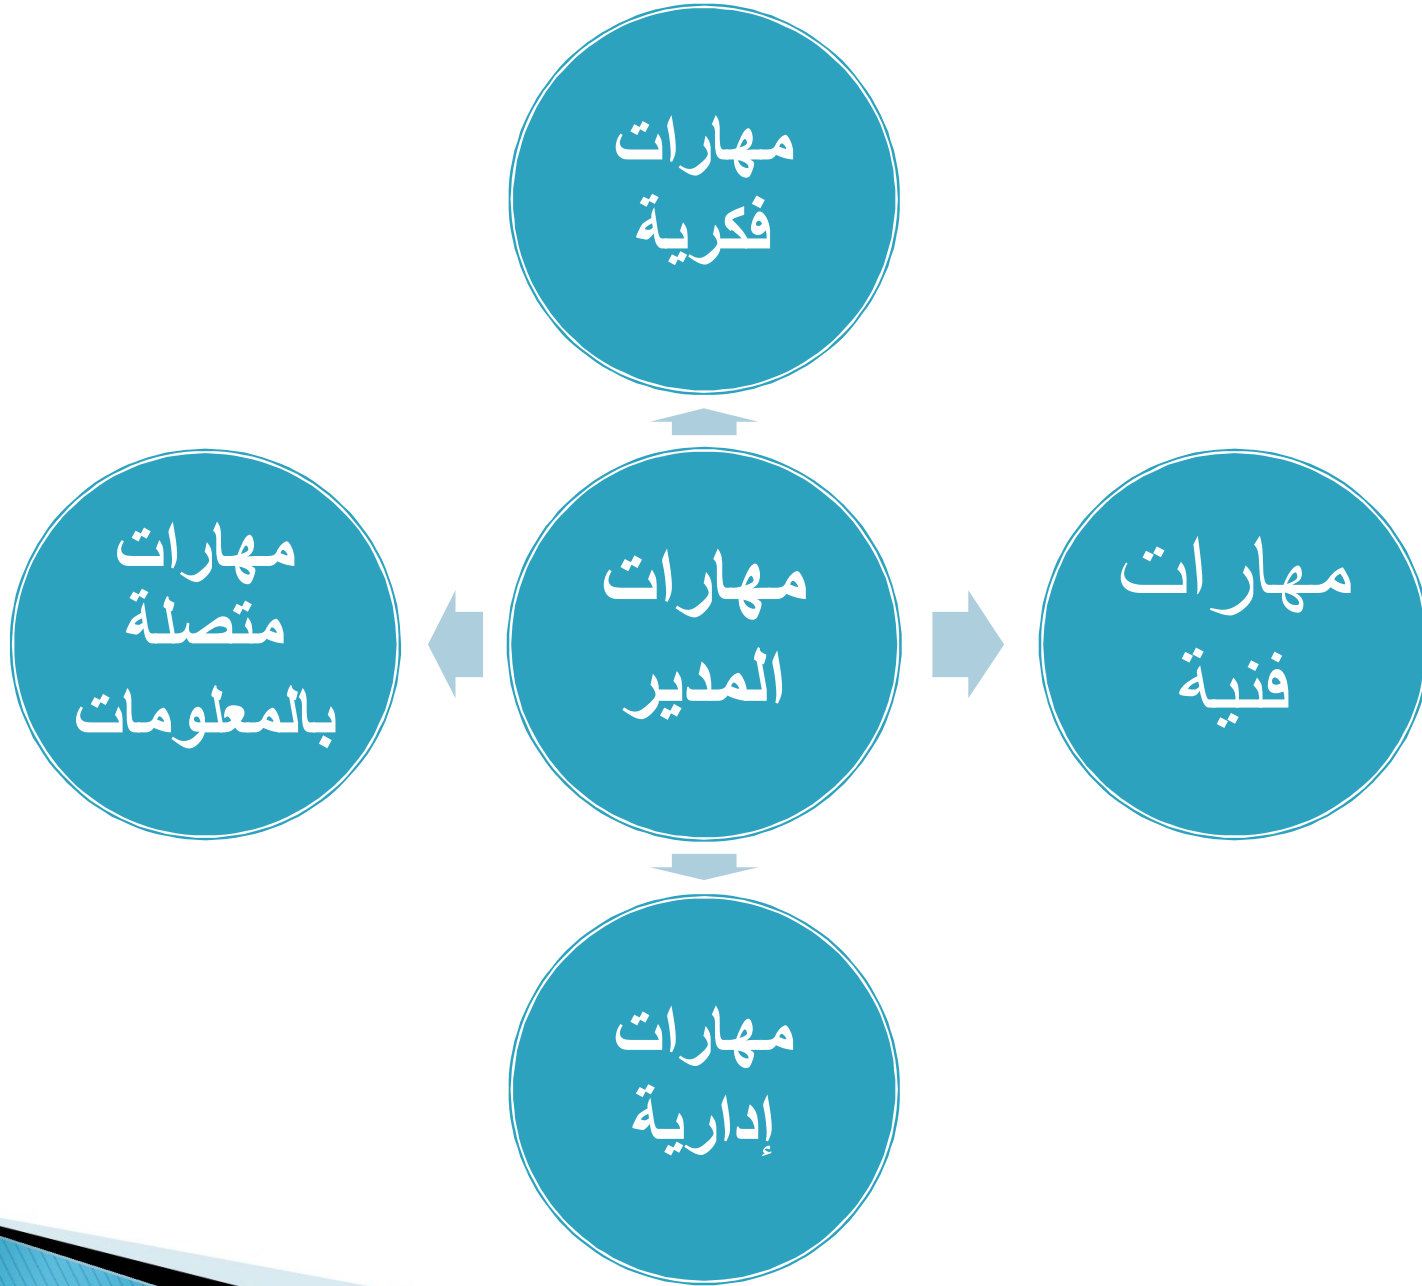 مهارات
فكرية
مهارات
فنية
مهارات
المدير
مهارات
متصلة
بالمعلومات
مهارات
إدارية